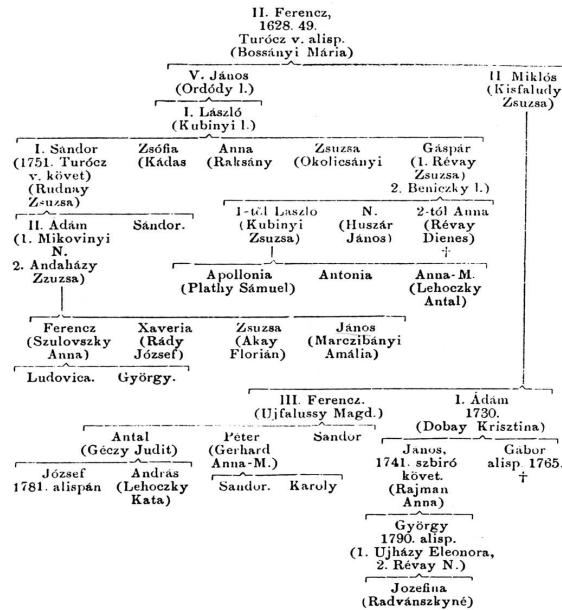 II. Ferencz,
1628. 49.
Turócz v. alisp.
(Bossányi Mária)
V. János
(Ordódy I.)
II Miklós
(Kisfaludy
Zsuzsa)
I. László
(Kubinyi I.)
I. Sándor
(1751. Turócz
v. követ)
(Rudnay
Zsuzsa)
Zsófia
(Kádas
Anna
(Raksány
Zsuzsa
(Okolicsányi
Gáspár
(1. Révay
Zsuzsa)
2. Beniczky I.)
II. Ádám
(1. Mikovinyi
N.
2. Andaházy
Zzuzsa)
Sándor.
1-től Laszlo
(Kubinyi
Zsuzsa)
N.
(Huszár
János)
2-tól Anna
(Révay
Dienes)
†
Apollonia
(Plathy Sámuel)
Antonia
Anna-M.
(Lehoczky
Antal)
Ferencz
(Szulovszky
Anna)
Xaveria
(Rády
József)
Zsuzsa
(Akay
Florián)
János
(Marczibányi
Amália)
Ludovica.
György.
III. Ferencz.
(Ujfalussy Magd.)
I. Ádám
1730.
(Dobay Krisztina)
Antal
(Géczy Judit)
Péter
(Gerhard
Anna-M.)
Sándor
János,
1741. szbiró
követ.
(Rajman
Anna)
Gábor
alisp. 1765.
†
József
1781. alispán
András
(Lehoczky
Kata)
Sándor.
Karoly
György
1790. alisp.
(1. Ujházy Eleonora,
2. Révay N.)
Jozefina
(Radvánszkyné)